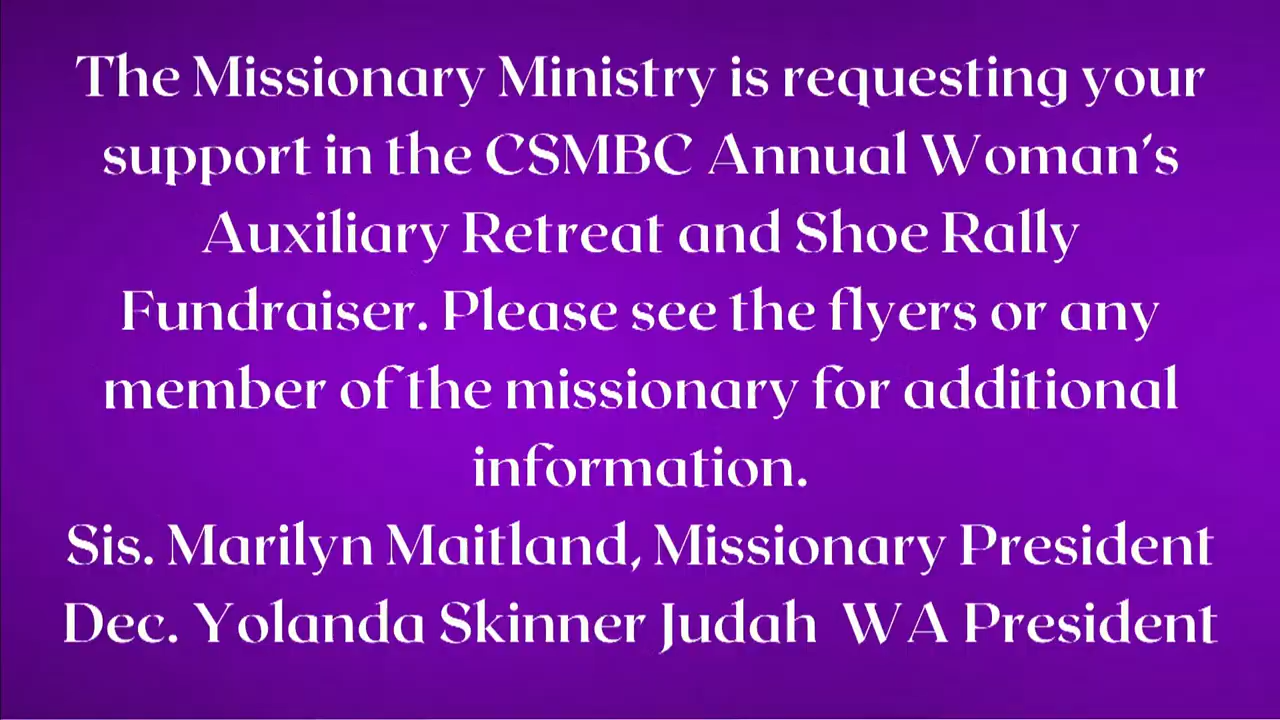 The Missionary Ministry is requesting your
support in the CSMBC Annual Woman's
Auxiliary Retreat and Shoe Rally
Fundraiser. Please see the flyers or any
member of the missionary for additional
information.
Sis. Marilyn Maitland, Missionary President
Dec. Yolanda Skinner Judah  WA President